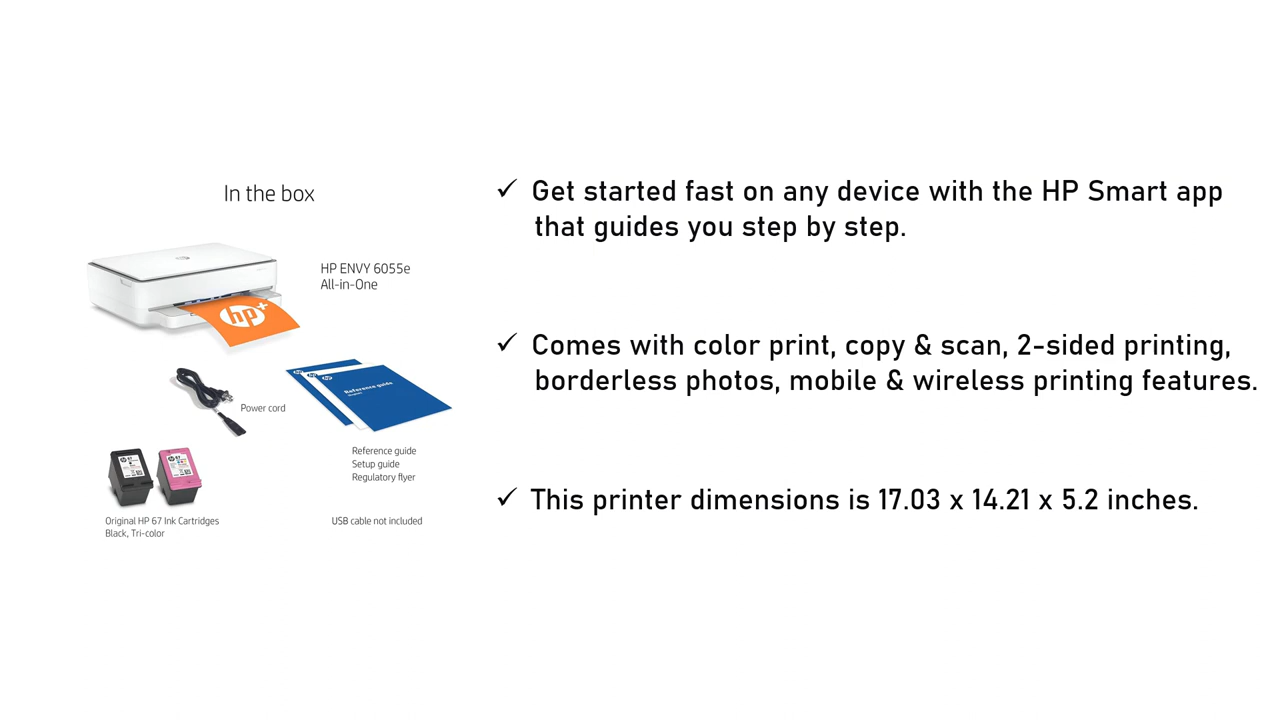 In the box
HP ENVY 6055e
All-in-One
hp+
Power cord
Reference guide
Reference guide
Setup guide
Regulatory flyer
Original HP 67 Ink Cartridges
Black, Tri-color
USB cable not included
✓ Get started fast on any device with the HP Smart app
that guides you step by step.
✓ Comes with color print, copy & scan, 2-sided printing,
borderless photos, mobile & wireless printing features.
✓ This printer dimensions is 17.03 x 14.21 x 5.2 inches.